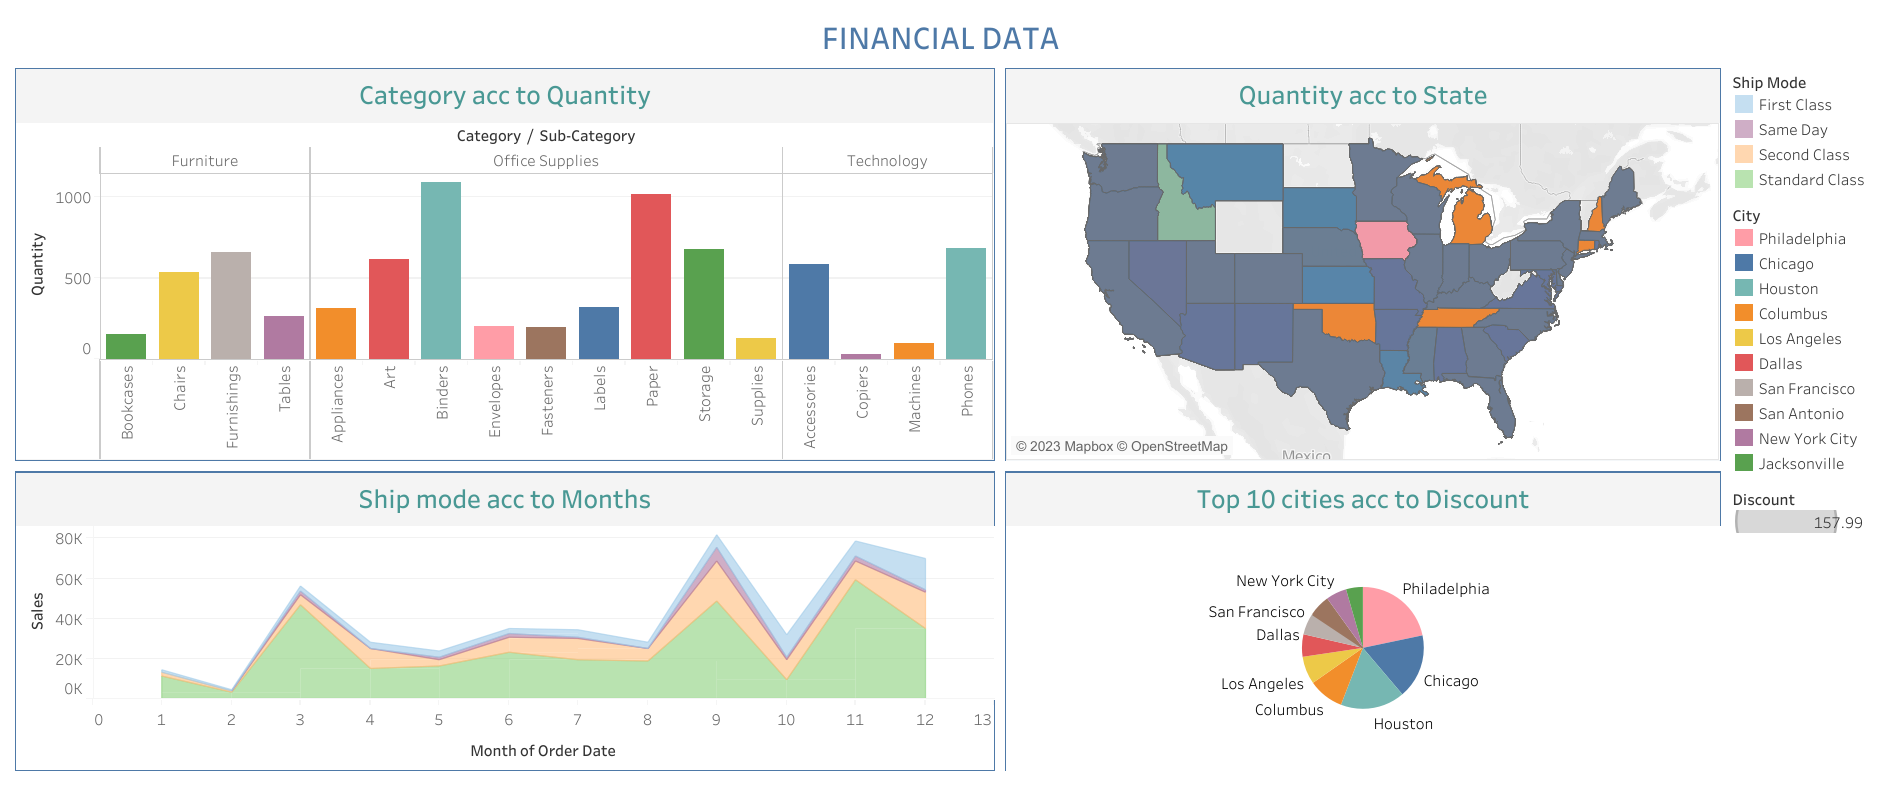 FINANCIAL DATA
Category acc to Quantity
Category / Sub-Category
Furniture
Office Supplies
Technology
Quantity
1000
500
0
Bookcases
Chairs
Furnishings
Tables
Appliances
Art
Binders
Envelopes
Fasteners
Labels
Paper
Storage
Supplies
Accessories
Copiers
Machines
Phones
Quantity acc to State
© 2023 Mapbox © OpenStreetMap
Mexico
Ship Mode
First Class
Same Day
Second Class
Standard Class
City
Philadelphia
Chicago
Houston
Columbus
Los Angeles
Dallas
San Francisco
San Antonio
New York City
Jacksonville
Discount
157.99
Ship mode acc to Months
Sales
80K
60K
40K
20K
0K
0 1 2 3 4 5 6 7 8 9 10 11 12 13
Month of Order Date
Top 10 cities acc to Discount
New York City
Philadelphia
San Francisco
Dallas
Los Angeles
Chicago
Columbus
Houston